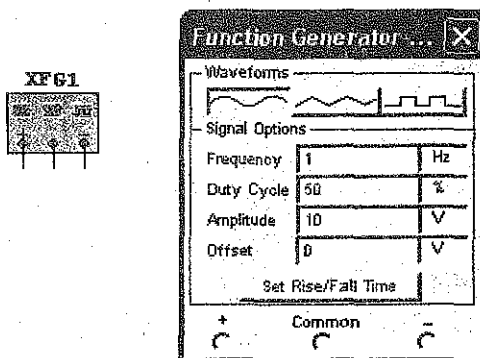 Function Generator-...
XFG1
Waveforms
Signal Options
Frequency 1 Hz
Duty Cycle 50 %
Amplitude 10 V
Offset 0 V
Set Rise/Fall Time
+ Common -